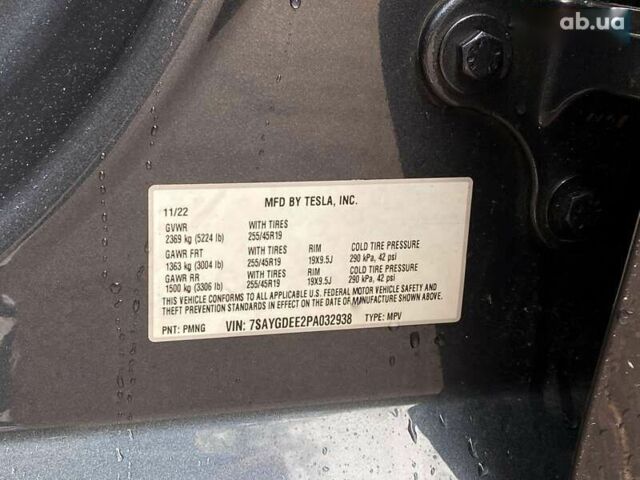 ab.ua
MFD BY TESLA, INC.
11/22
GVWR WITH TIRES
2369 kg (5224 lb) 255/45R19
GAWR FRT WITH TIRES RIM COLD TIRE PRESSURE
1363 kg (3004 lb) 255/45R19 19X9.5J 290 kPa, 42 psi
GAWR RR WITH TIRES RIM COLD TIRE PRESSURE
1500 kg (3306 lb) 255/45R19 19X9.5J 290 kPa, 42 psi
THIS VEHICLE CONFORMS TO ALL APPLICABLE U.S. FEDERAL MOTOR VEHICLE SAFETY AND
THEFT PREVENTION STANDARDS IN EFFECT ON THE DATE OF MANUFACTURE SHOWN ABOVE.
PNT: PMNG VIN: 7SAYGDEE2PA032938 TYPE: MPV